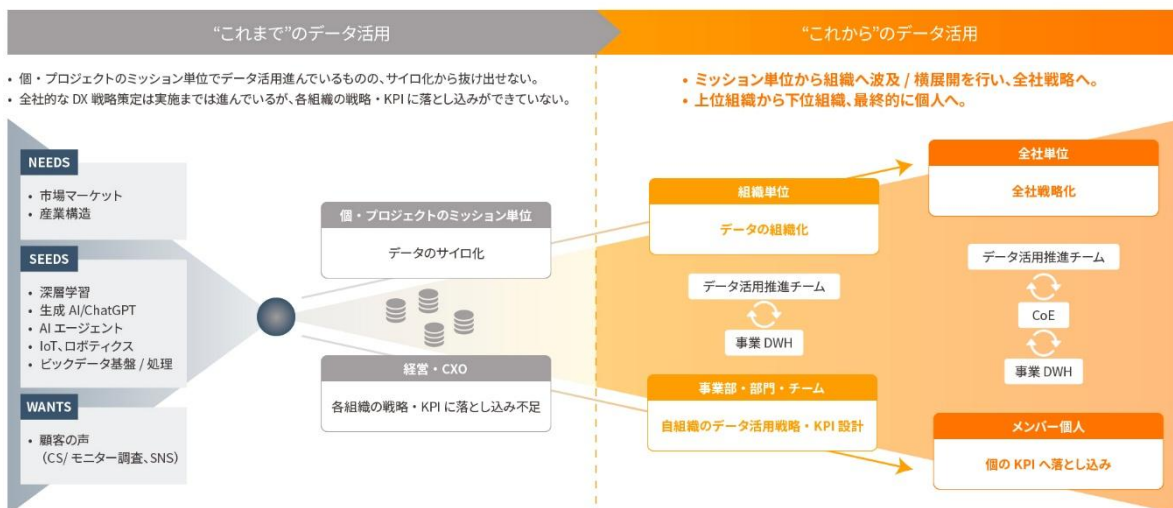 “これまで”のデータ活用
“これから”のデータ活用
• 個・プロジェクトのミッション単位でデータ活用進んでいるものの、サイロ化から抜け出せない。
• 全社的な DX 戦略策定は実施までは進んでいるが、各組織の戦略・KPI に落とし込みができていない。
• ミッション単位から組織へ波及 / 横展開を行い、全社戦略へ。
• 上位組織から下位組織、最終的に個人へ。
NEEDS
• 市場マーケット
• 産業構造
SEEDS
• 深層学習
• 生成 AI/ChatGPT
• AI エージェント
• IoT、ロボティクス
• ビックデータ基盤 / 処理
WANTS
• 顧客の声
（CS/ モニター調査、SNS）
個・プロジェクトのミッション単位
データのサイロ化
経営・CXO
各組織の戦略・KPI に落とし込み不足
組織単位
データの組織化
データ活用推進チーム
事業 DWH
事業部・部門・チーム
自組織のデータ活用戦略・KPI 設計
全社単位
全社戦略化
データ活用推進チーム
CoE
事業 DWH
メンバー個人
個の KPI へ落とし込み